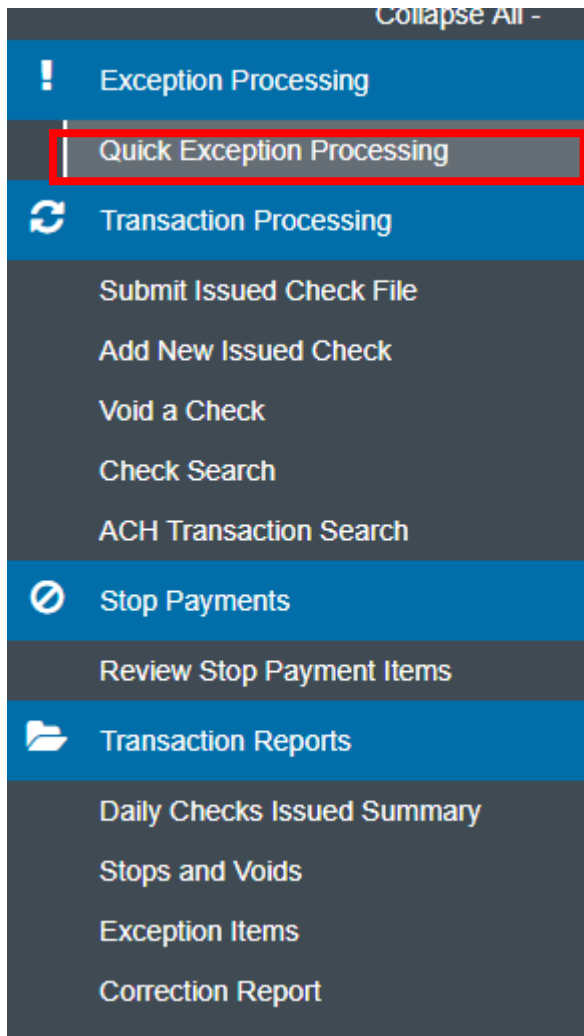 Collapse All -
Exception Processing
Quick Exception Processing
Transaction Processing
Submit Issued Check File
Add New Issued Check
Void a Check
Check Search
ACH Transaction Search
Stop Payments
Review Stop Payment Items
Transaction Reports
Daily Checks Issued Summary
Stops and Voids
Exception Items
Correction Report